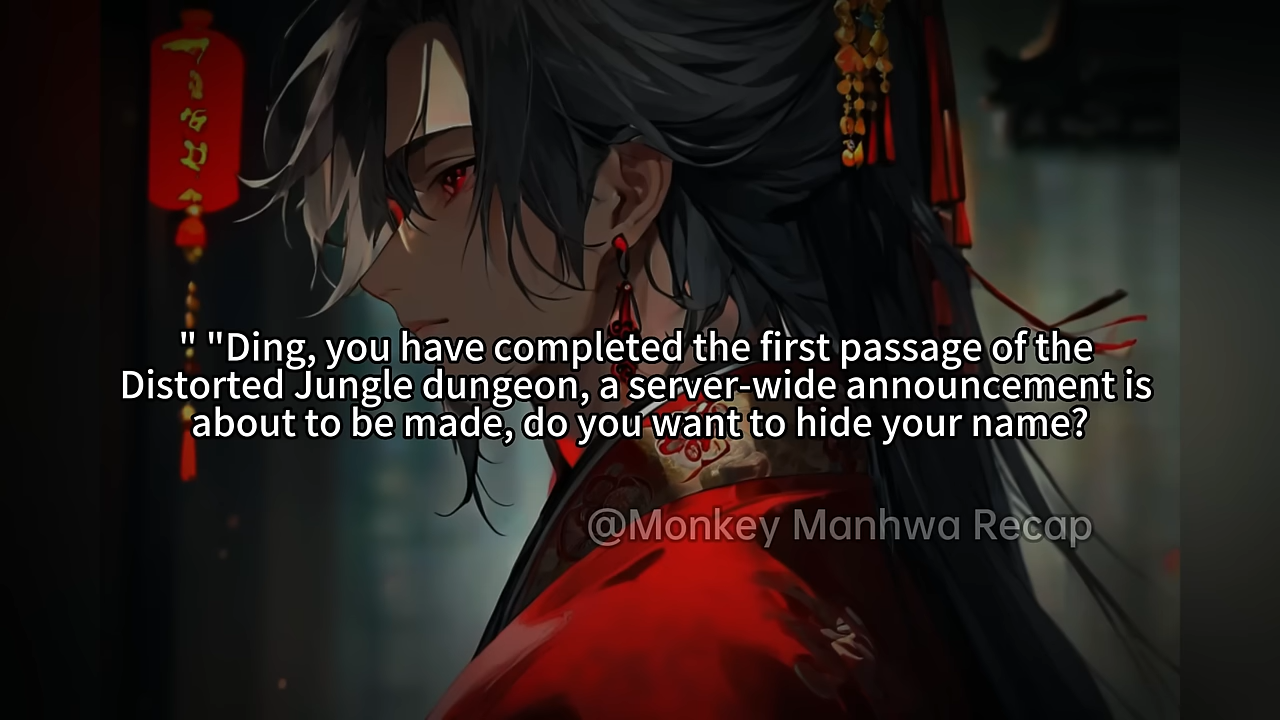 " "Ding, you have completed the first passage of the
Distorted Jungle dungeon, a server-wide announcement is
about to be made, do you want to hide your name?
@Monkey Manhwa Recap